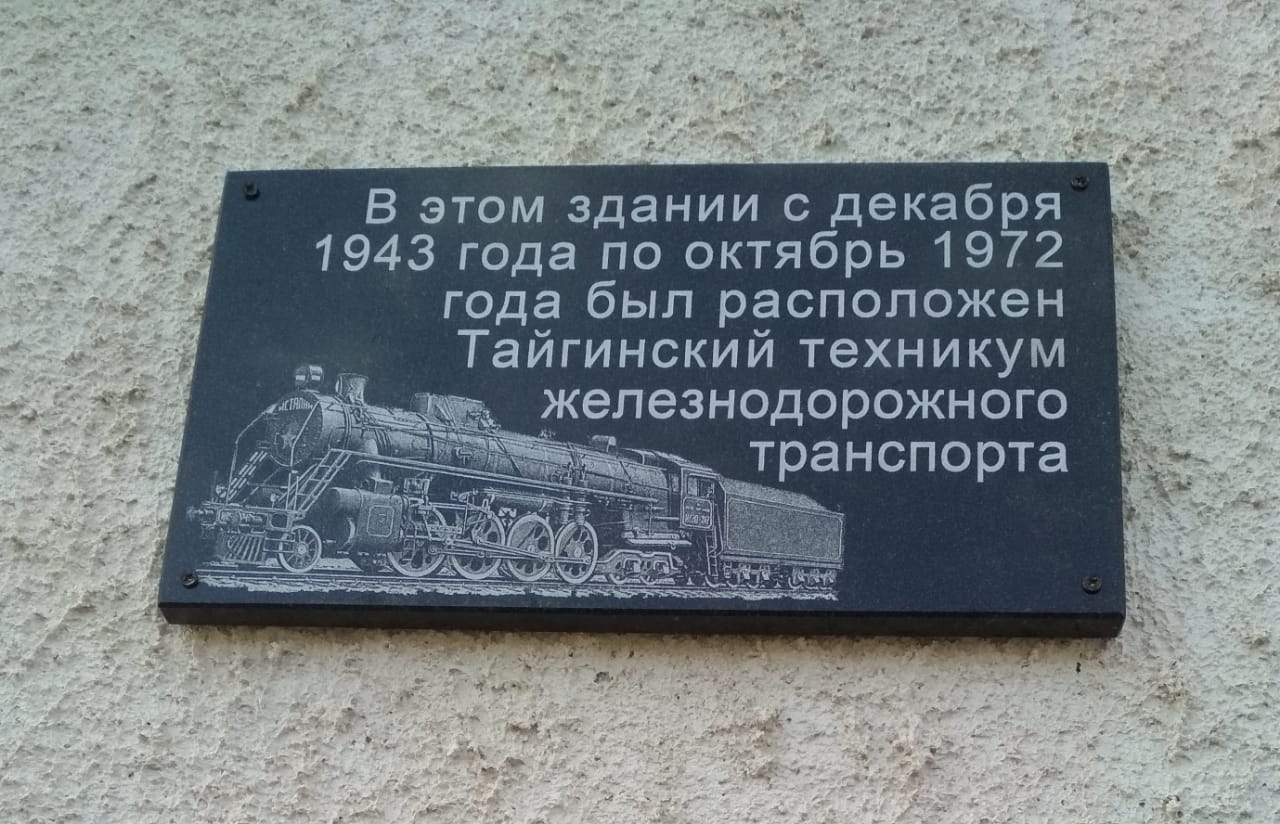 В этом здании с декабря
1943 года по октябрь 1972
года был расположен
Тайгинский техникум
железнодорожного
транспорта